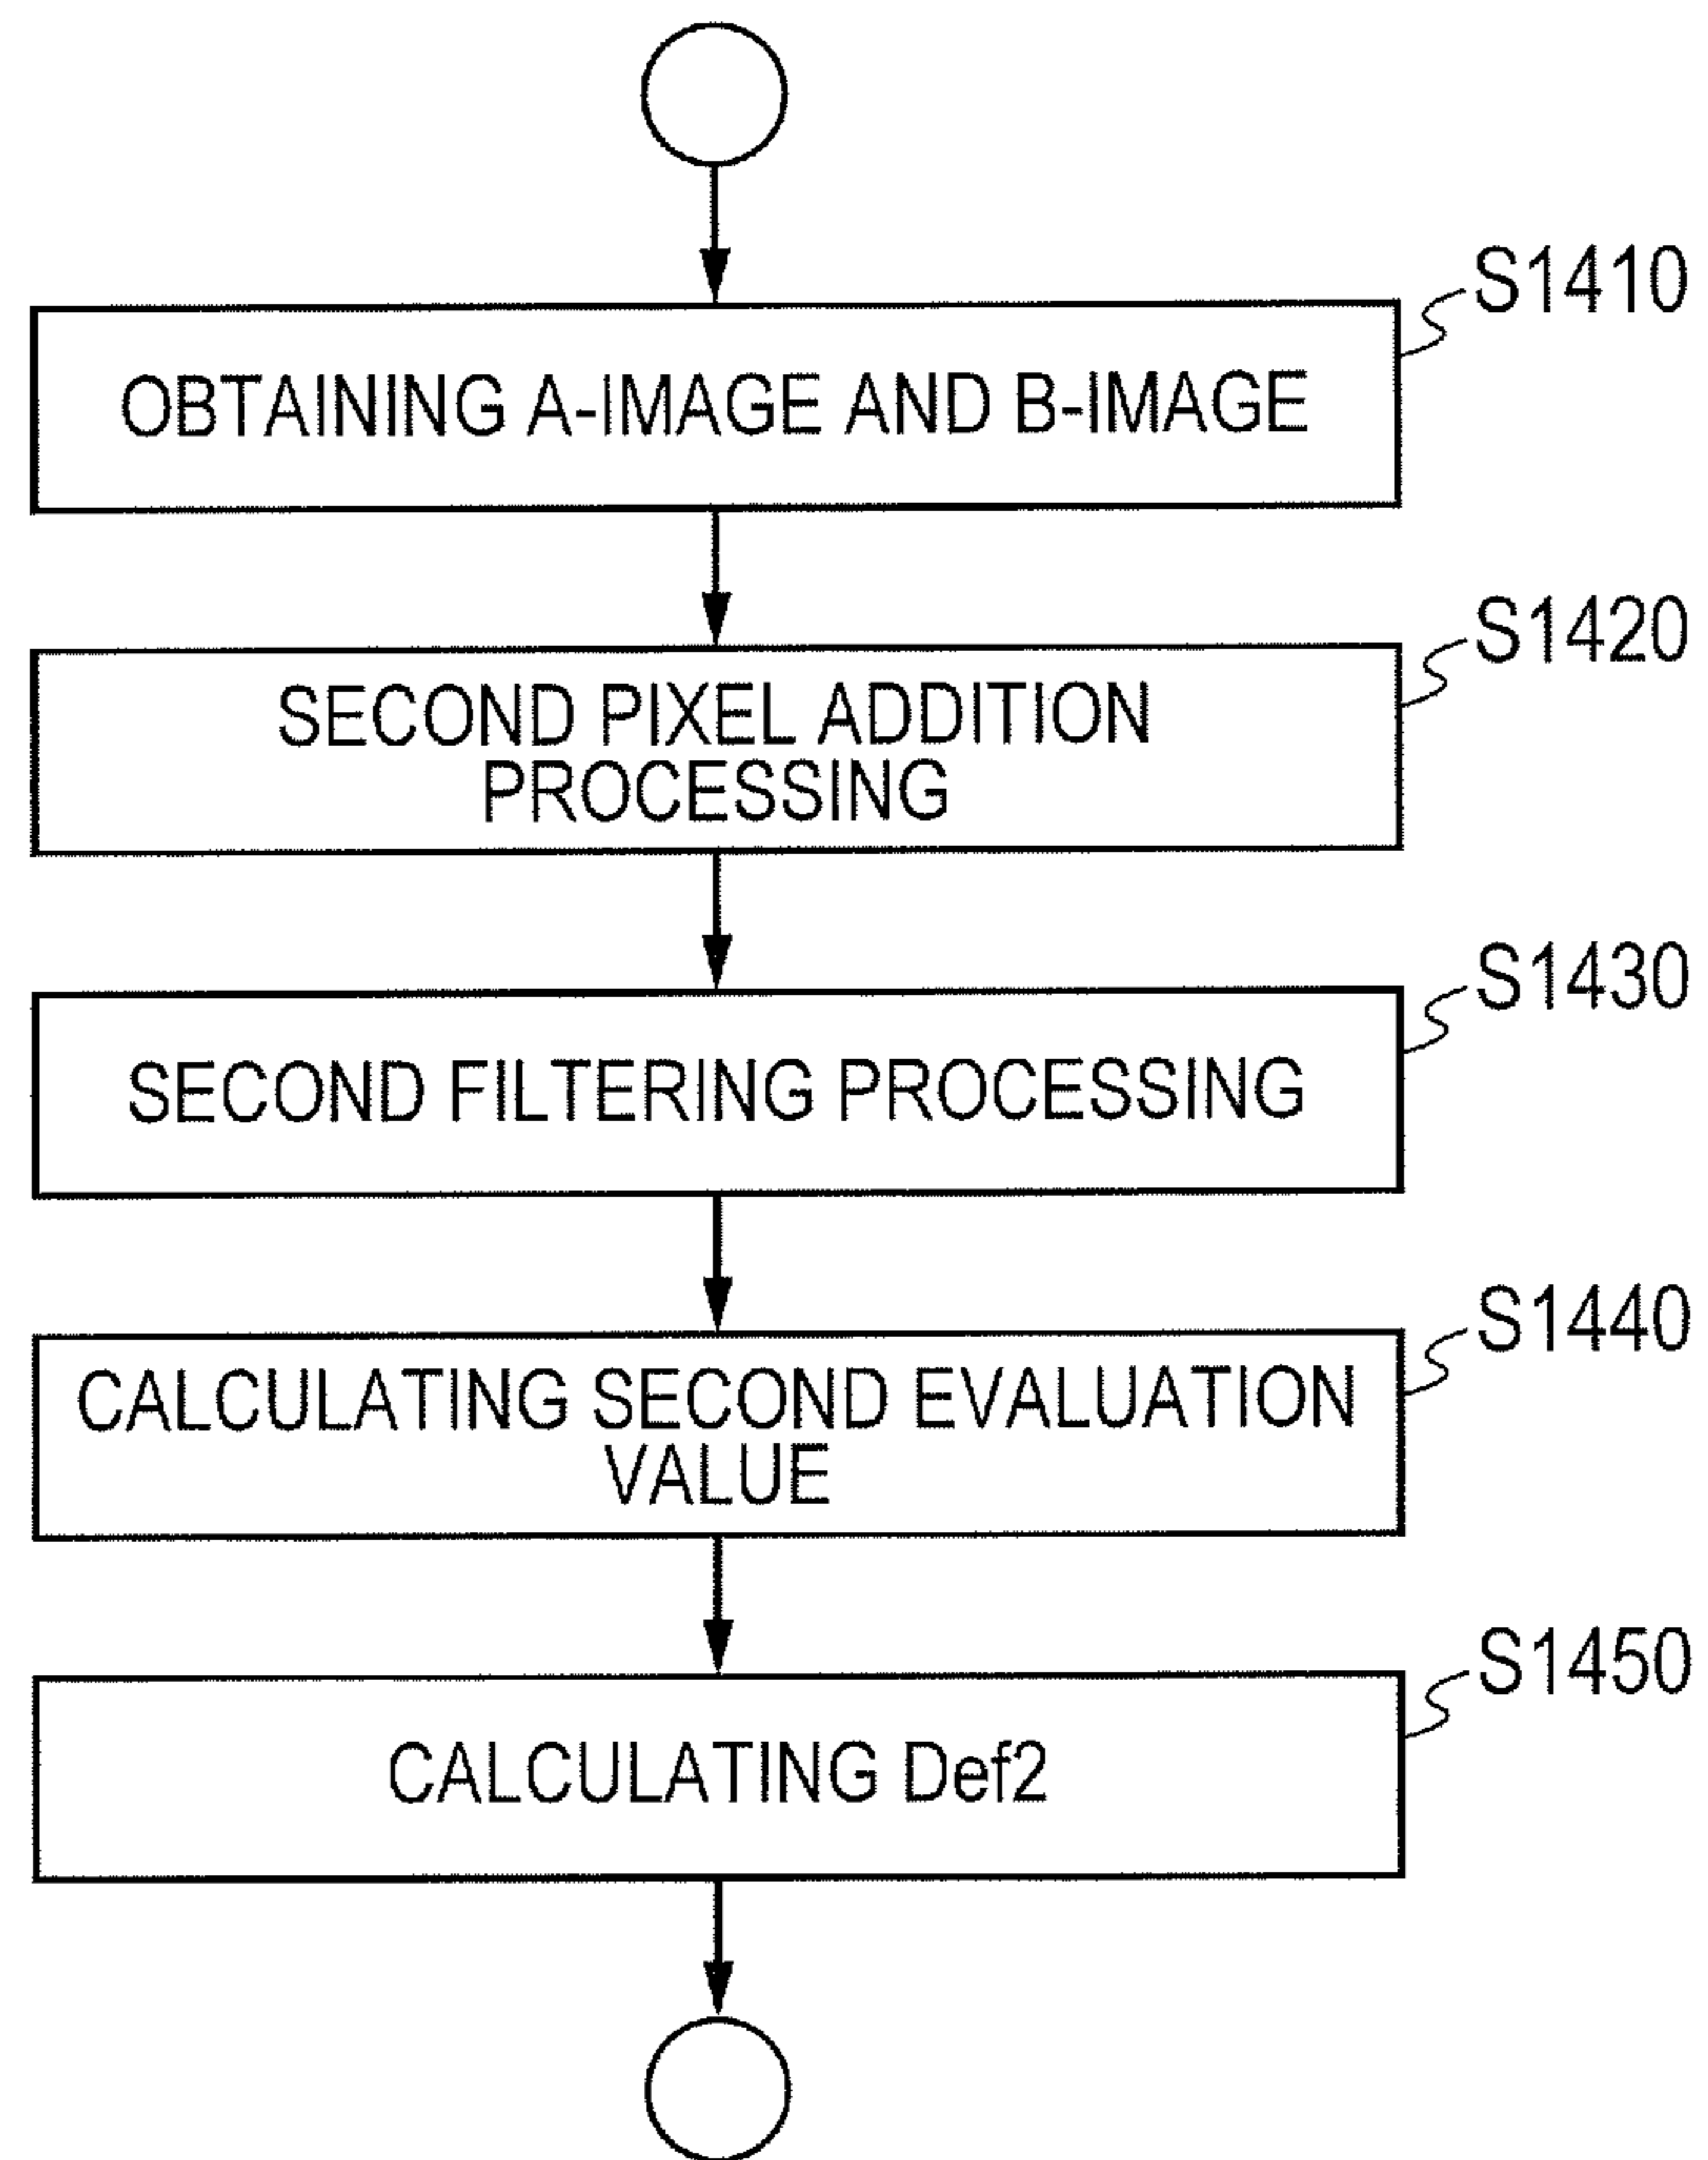 S1410
OBTAINING A-IMAGE AND B-IMAGE
S1420
SECOND PIXEL ADDITION
PROCESSING
S1430
SECOND FILTERING PROCESSING
S1440
CALCULATING SECOND EVALUATION
VALUE
S1450
CALCULATING Def2